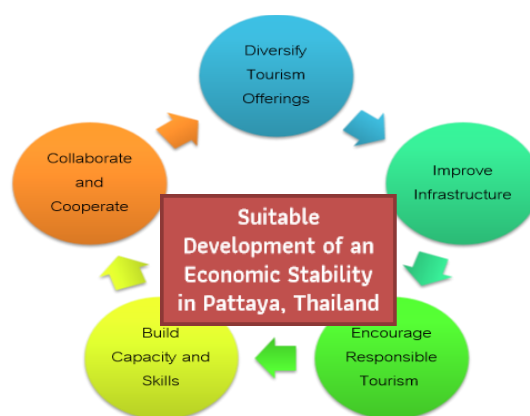 Diversify
Tourism
Offerings
Improve
Infrastructure
Encourage
Responsible
Tourism
Build
Capacity and
Skills
Collaborate
and
Cooperate
Suitable
Development of an
Economic Stability
in Pattaya, Thailand